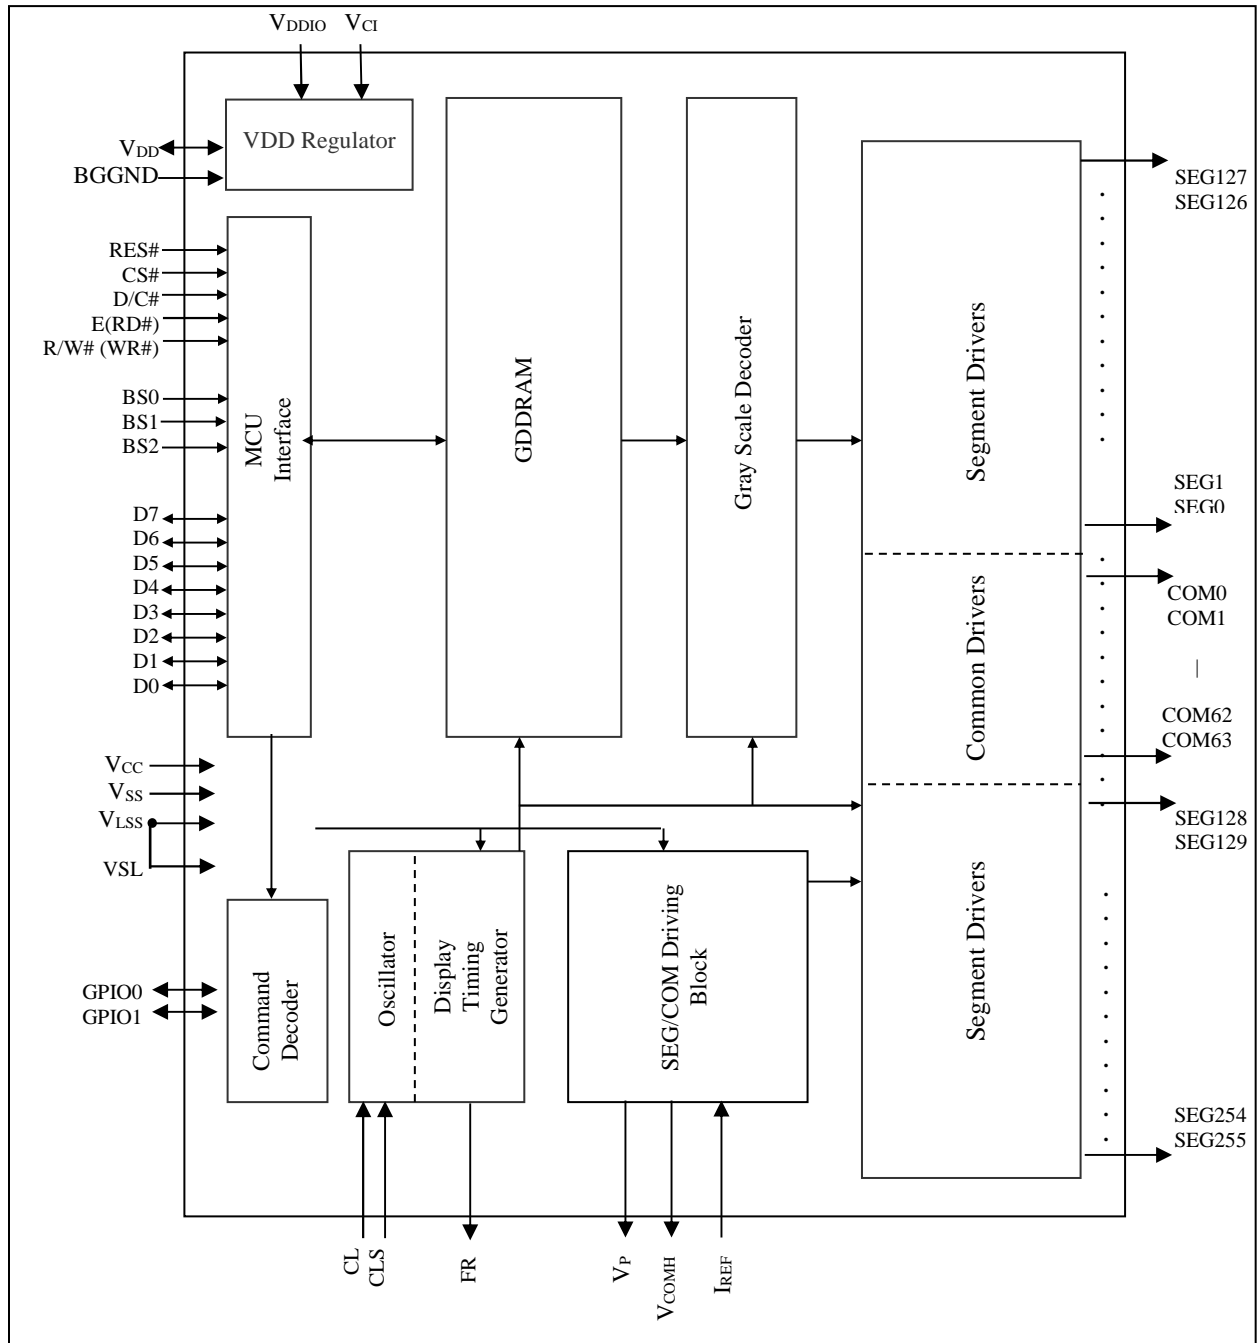 VDDIO VCI
VDD Regulator
VDD
BGGND
RES#
CS#
D/C#
E(RD#)
R/W# (WR#)
BS0
BS1
BS2
D7
D6
D5
D4
D3
D2
D1
D0
MCU
Interface
GDDRAM
Gray Scale Decoder
Segment Drivers
Common Drivers
Segment Drivers
SEG127
SEG126
SEG1
SEG0
COM0
COM1
|
COM62
COM63
SEG128
SEG129
SEG254
SEG255
VCC
VSS
VLSS
VSL
GPIO0
GPIO1
Command
Decoder
Oscillator
Display
Timing
Generator
SEG/COM Driving
Block
CL
CLS
FR
VP
VCOMH
IREF